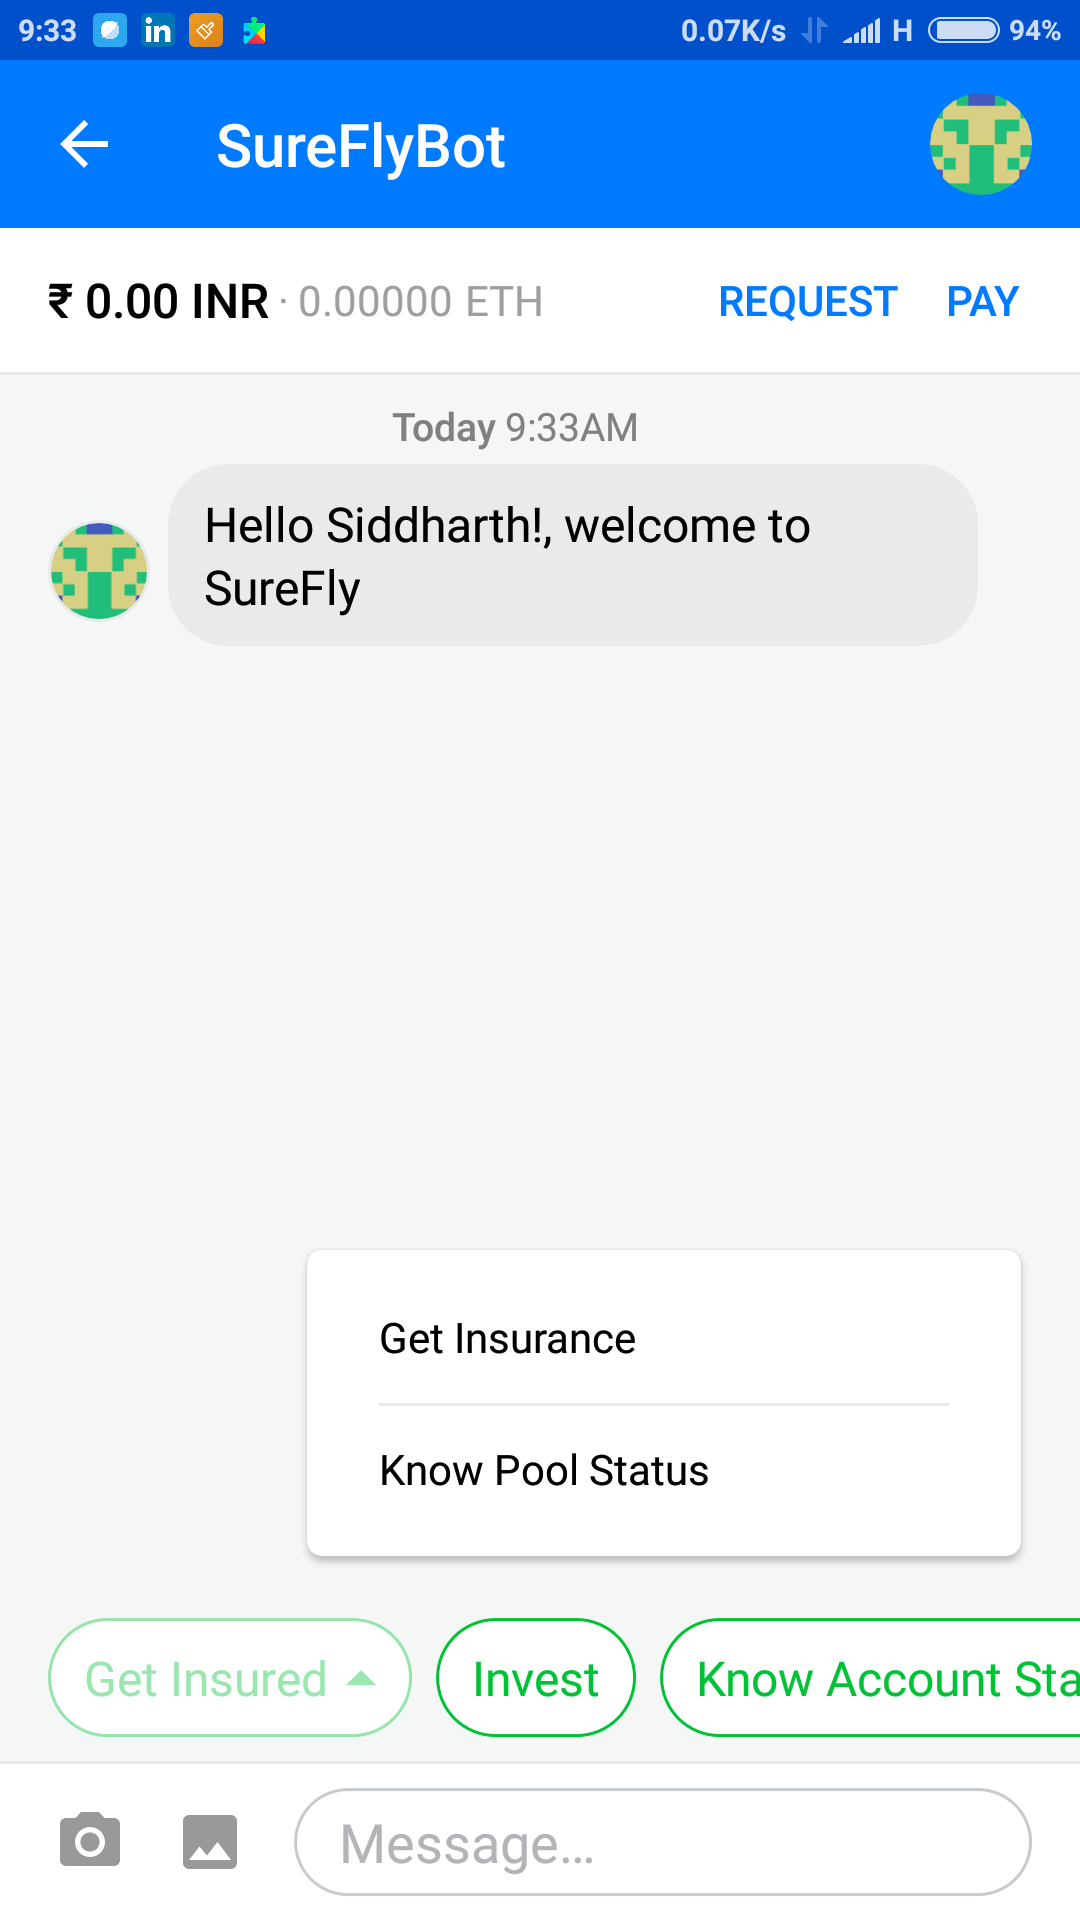 9:33 in 0.07K/s H 94%
SureFlyBot
₹ 0.00 INR · 0.00000 ETH REQUEST PAY
Today 9:33AM
Hello Siddharth!, welcome to
SureFly
Get Insurance
Know Pool Status
Get Insured Invest Know Account Sta
Message...